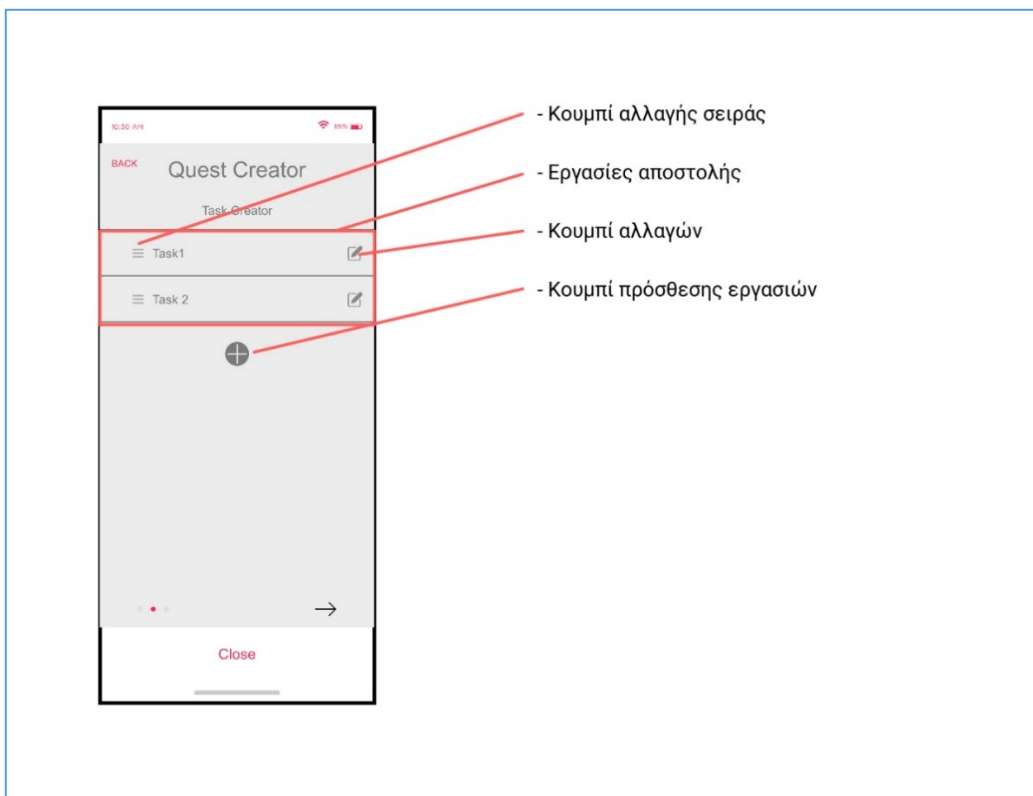 10:30 AM 65%
BACK
Quest Creator
Task Creator
Task1
Task 2
Close
- Κουμπί αλλαγής σειράς
- Εργασίες αποστολής
- Κουμπί αλλαγών
- Κουμπί πρόσθεσης εργασιών